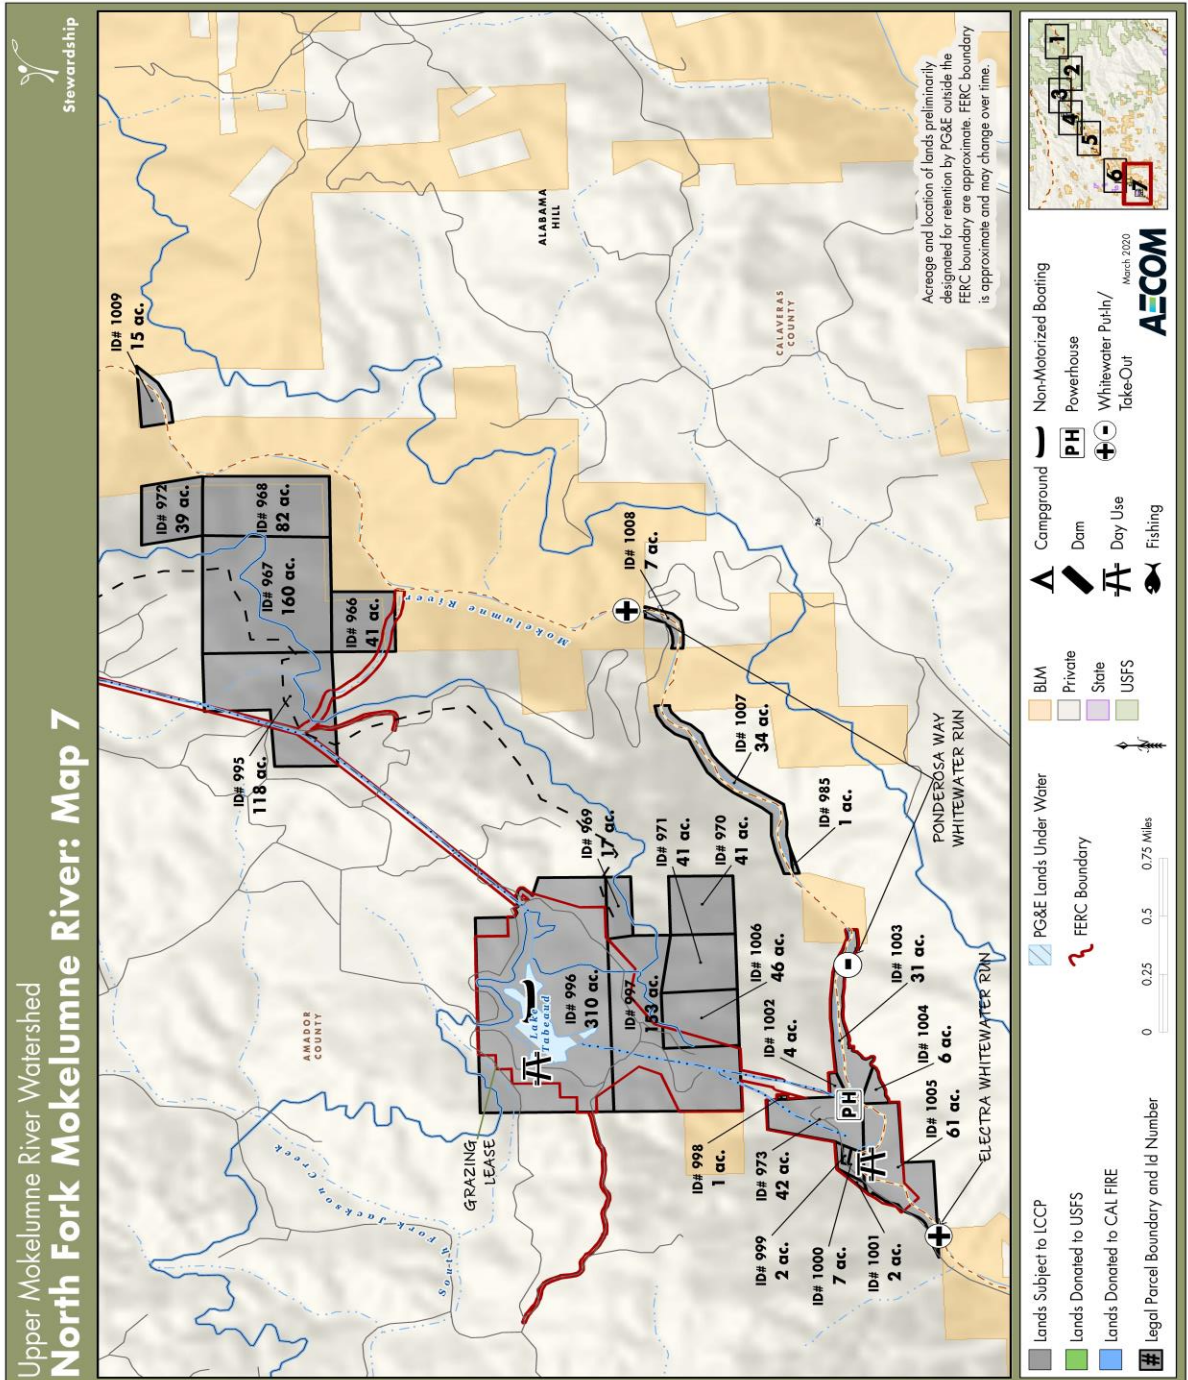 Upper Mokelumne River Watershed
North Fork Mokelumne River: Map 7
Stewardship
ID# 1009
15 ac.
ID# 972
39 ac.
ID# 968
82 ac.
ID# 967
160 ac.
ID# 966
41 ac.
ID# 995
118 ac.
ALABAMA
HILL
AMADOR
COUNTY
CALAVERAS
COUNTY
Mokelumne River
South Fork Jackson Creek
GRAZING
LEASE
Lake
Tabeaud
ID# 996
310 ac.
ID# 997
153 ac.
ID# 969
17 ac.
ID# 971
41 ac.
ID# 970
41 ac.
ID# 1006
46 ac.
ID# 1002
4 ac.
ID# 1008
7 ac.
ID# 1007
34 ac.
ID# 985
1 ac.
26
PONDEROSA WAY
WHITEWATER RUN
ID# 998
1 ac.
ID# 973
42 ac.
ID# 999
2 ac.
ID# 1000
7 ac.
ID# 1001
2 ac.
PH
ID# 1003
31 ac.
ID# 1004
6 ac.
ID# 1005
61 ac.
ELECTRA WHITEWATER RUN
Acreage and location of lands preliminarily
designated for retention by PG&E outside the
FERC boundary are approximate. FERC boundary
is approximate and may change over time.
Lands Subject to LCCP
Lands Donated to USFS
Lands Donated to CAL FIRE
# Legal Parcel Boundary and Id Number
PG&E Lands Under Water
FERC Boundary
0 0.25 0.5 0.75 Miles
BLM
Private
State
USFS
Campground
Dam
Day Use
Fishing
Non-Motorized Boating
PH Powerhouse
Whitewater Put-In/
Take-Out
March 2020
AECOM
1
2
3
4
5
6
7